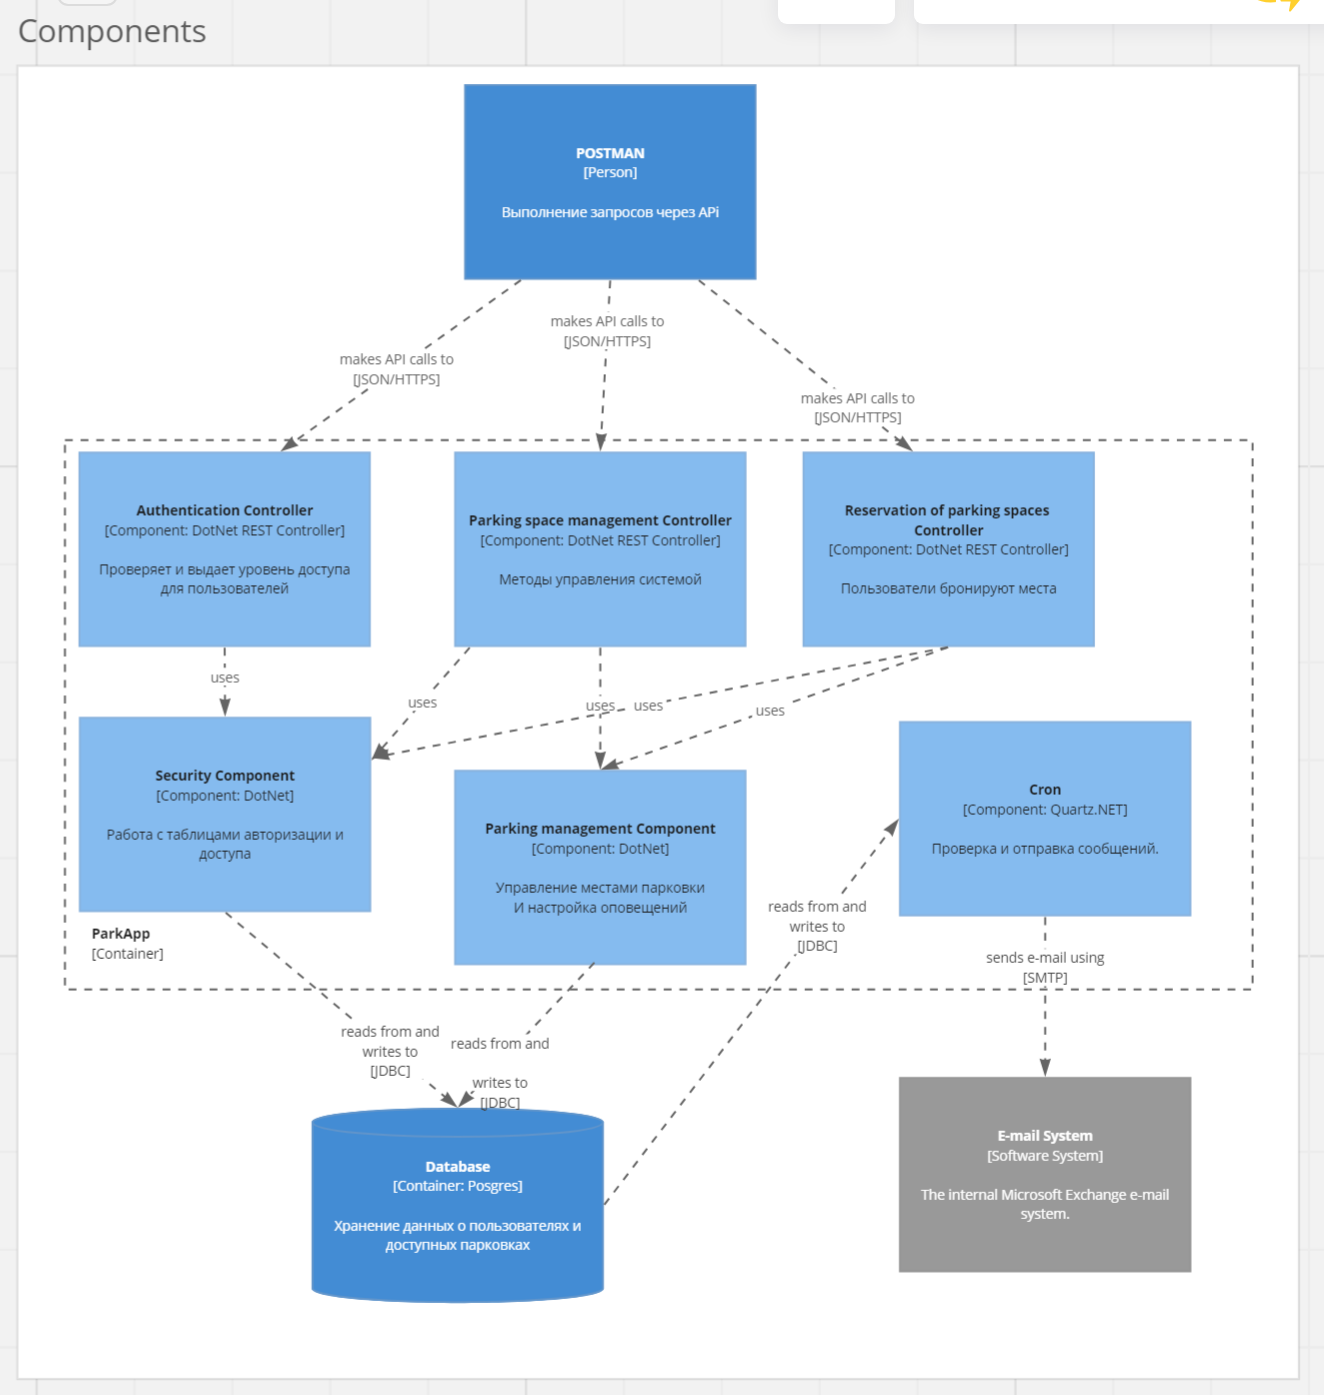 Components
POSTMAN
[Person]
Выполнение запросов через APi
makes API calls to
[JSON/HTTPS]
makes API calls to
[JSON/HTTPS]
makes API calls to
[JSON/HTTPS]
Authentication Controller
[Component: DotNet REST Controller]
Проверяет и выдает уровень доступа
для пользователей
Parking space management Controller
[Component: DotNet REST Controller]
Методы управления системой
Reservation of parking spaces
Controller
[Component: DotNet REST Controller]
Пользователи бронируют места
uses
uses
uses
uses
uses
Security Component
[Component: DotNet]
Работа с таблицами авторизации и
доступа
Parking management Component
[Component: DotNet]
Управление местами парковки
И настройка оповещений
Cron
[Component: Quartz.NET]
Проверка и отправка сообщений.
ParkApp
[Container]
reads from and
writes to
[JDBC]
sends e-mail using
[SMTP]
reads from and
writes to
[JDBC]
reads from and
writes to
[JDBC]
Database
[Container: Posgres]
Хранение данных о пользователях и
доступных парковках
E-mail System
[Software System]
The internal Microsoft Exchange e-mail
system.